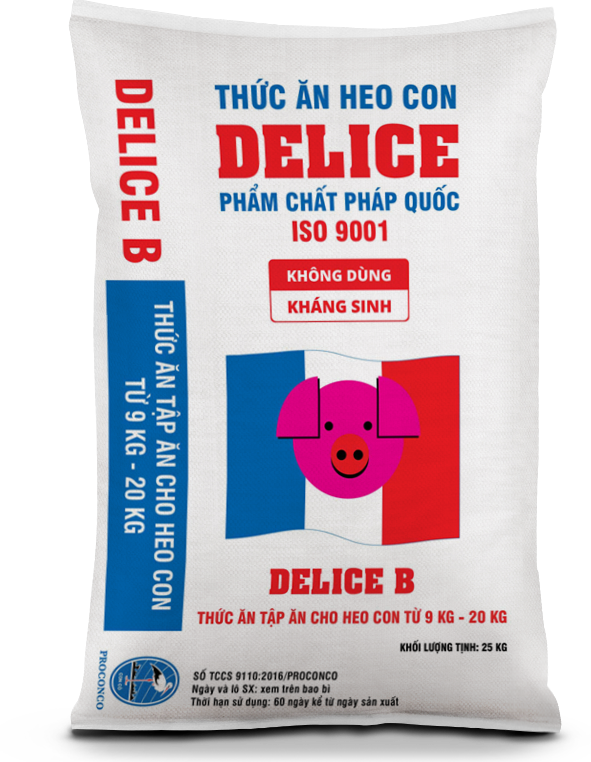 THỨC ĂN HEO CON
DELICE
PHẨM CHẤT PHÁP QUỐC
ISO 9001
KHÔNG DÙNG
KHÁNG SINH
DELICE B
THỨC ĂN TẬP ĂN CHO HEO CON
TỪ 9 KG - 20 KG
DELICE B
THỨC ĂN TẬP ĂN CHO HEO CON TỪ 9 KG - 20 KG
KHỐI LƯỢNG TỊNH: 25 KG
PROCONCO
CONCO
SỐ TCCS 9110:2016/PROCONCO
Ngày và lô SX: xem trên bao bì
Thời hạn sử dụng: 60 ngày kể từ ngày sản xuất